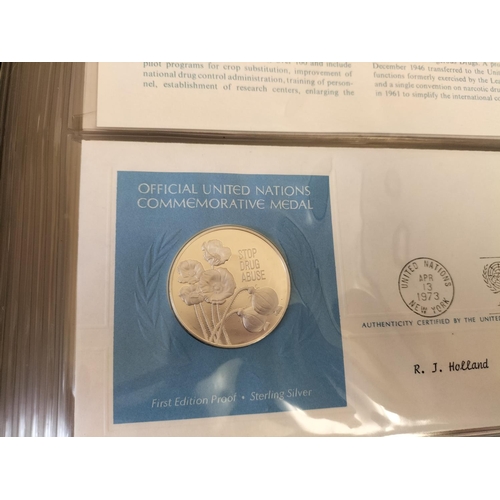 pilot programs for crop substitution, improvement of
national drug control administration, training of person-
nel, establishment of research centers, enlarging the
December 1946 transferred to the Unit
functions formerly exercised by the Lea
and a single convention on narcotic dru
in 1961 to simplify the international c
OFFICIAL UNITED NATIONS
COMMEMORATIVE MEDAL
STOP
DRUG
ABUSE
First Edition Proof • Sterling Silver
UNITED NATIONS
APR
13
1973
NEW YORK
AUTHENTICITY CERTIFIED BY THE UNITED
R. J. Holland